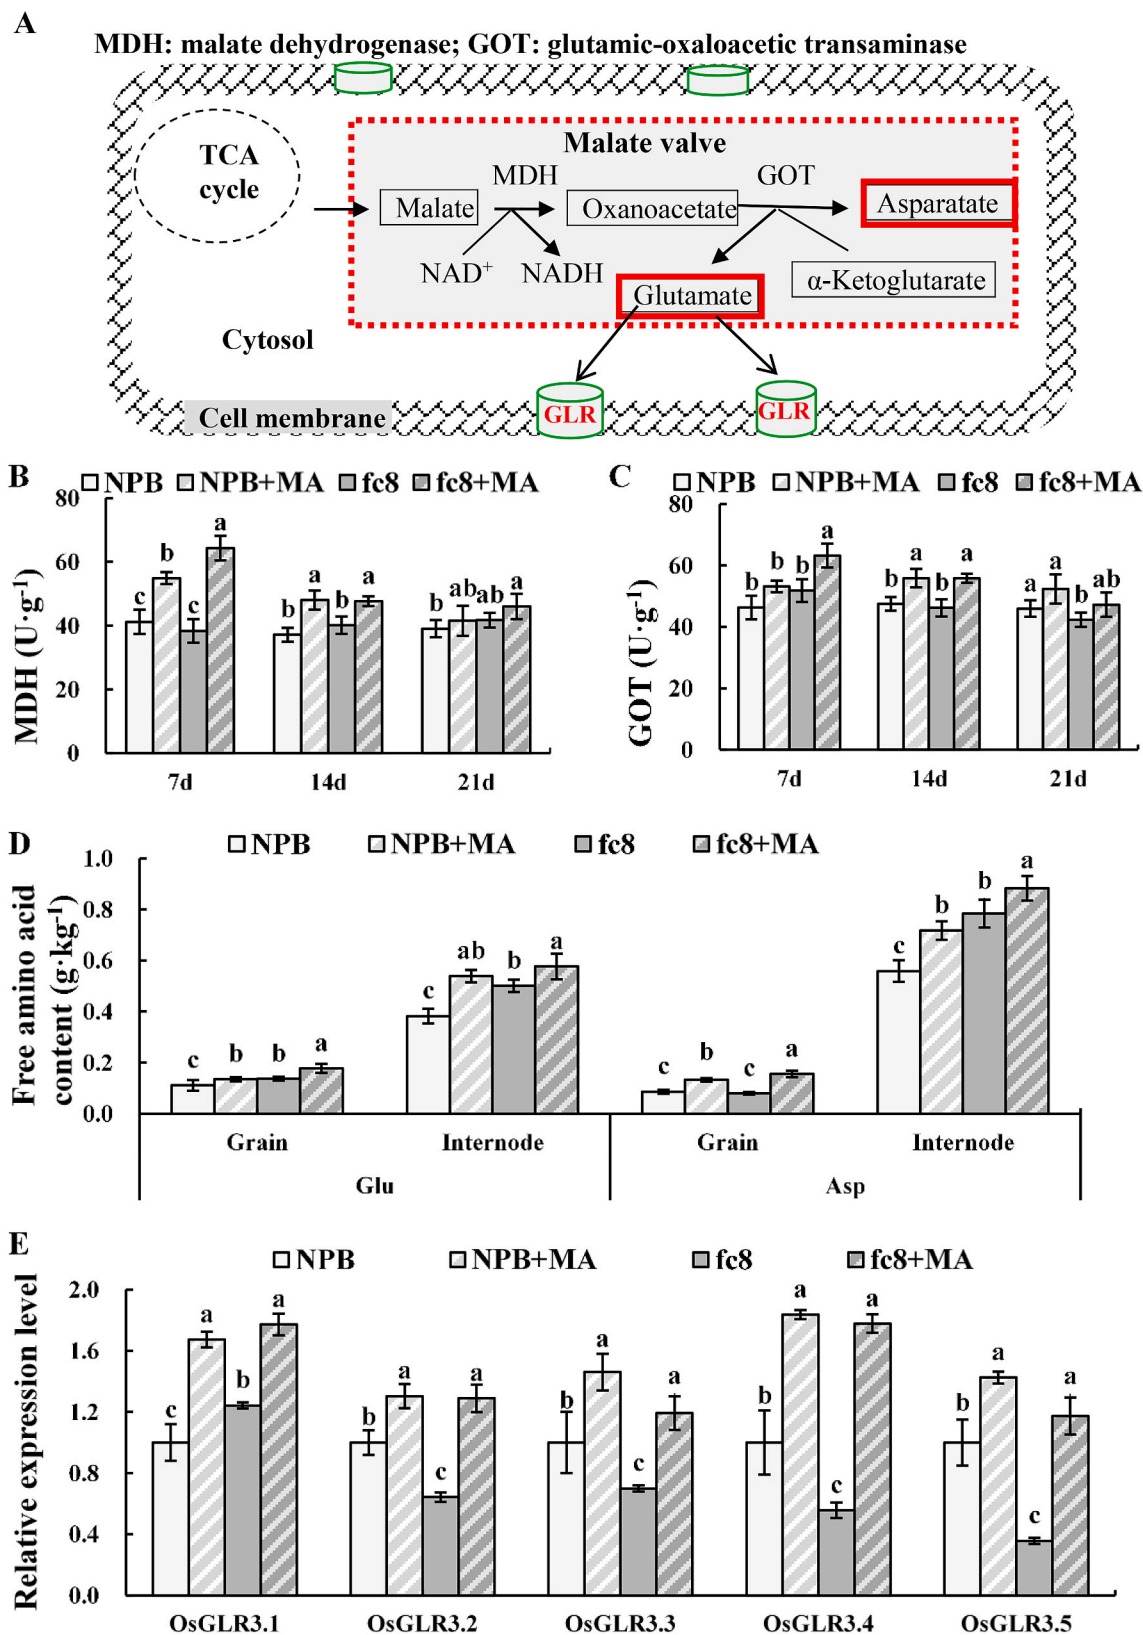 A
MDH: malate dehydrogenase; GOT: glutamic-oxaloacetic transaminase
TCA
cycle
Malate valve
MDH
GOT
Malate
Oxanoacetate
Asparatate
NAD⁺
NADH
α-Ketoglutarate
Glutamate
Cytosol
GLR
GLR
Cell membrane
B
NPB
NPB+MA
fc8
fc8+MA
MDH (U·g⁻¹)
80
60
40
20
0
c
b
c
a
b
a
b
a
b
ab
ab
a
7d
14d
21d
C
NPB
NPB+MA
fc8
fc8+MA
GOT (U·g⁻¹)
80
60
40
20
0
b
b
b
a
b
a
b
a
a
a
b
ab
7d
14d
21d
D
NPB
NPB+MA
fc8
fc8+MA
Free amino acid
content (g·kg⁻¹)
1.0
0.8
0.6
0.4
0.2
0.0
c
b
b
a
c
ab
b
a
c
b
c
a
c
b
b
a
Grain
Internode
Grain
Internode
Glu
Asp
E
NPB
NPB+MA
fc8
fc8+MA
Relative expression level
2.0
1.6
1.2
0.8
0.4
0.0
c
a
b
a
b
a
c
a
b
a
c
a
b
a
c
a
b
a
c
a
OsGLR3.1
OsGLR3.2
OsGLR3.3
OsGLR3.4
OsGLR3.5